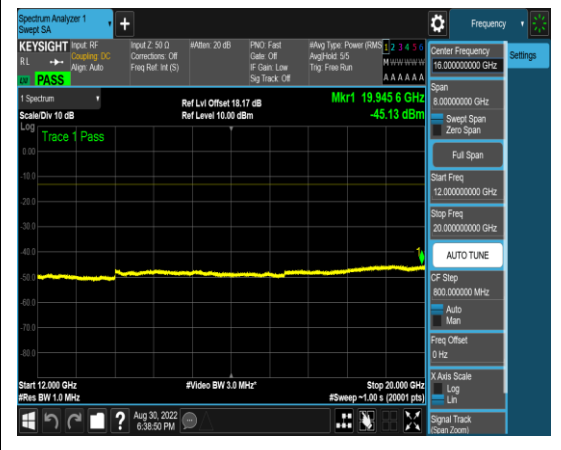 Spectrum Analyzer 1
Swept SA
+
Frequency
KEYSIGHT
RL
PASS
Input: RF
Coupling: DC
Align: Auto
Input Z: 50 Ω
Corrections: Off
Freq Ref: Int (S)
#Atten: 20 dB
PNO: Fast
Gate: Off
IF Gain: Low
Sig Track: Off
#Avg Type: Power (RMS
Avg|Hold: 5/5
Trig: Free Run
1 2 3 4 5 6
M W W W W W
A A A A A A
1 Spectrum
Scale/Div 10 dB
Ref Lvl Offset 18.17 dB
Ref Level 10.00 dBm
Mkr1 19.945 6 GHz
-45.13 dBm
Log
Trace 1 Pass
0.00
-10.0
-20.0
-30.0
-40.0
-50.0
-60.0
-70.0
-80.0
1
Start 12.000 GHz
#Res BW 1.0 MHz
#Video BW 3.0 MHz*
Stop 20.000 GHz
#Sweep ~1.00 s (20001 pts)
Aug 30, 2022
6:38:50 PM
Center Frequency
16.000000000 GHz
Settings
Span
8.00000000 GHz
Swept Span
Zero Span
Full Span
Start Freq
12.000000000 GHz
Stop Freq
20.000000000 GHz
AUTO TUNE
CF Step
800.000000 MHz
Auto
Man
Freq Offset
0 Hz
X Axis Scale
Log
Lin
Signal Track
(Span Zoom)